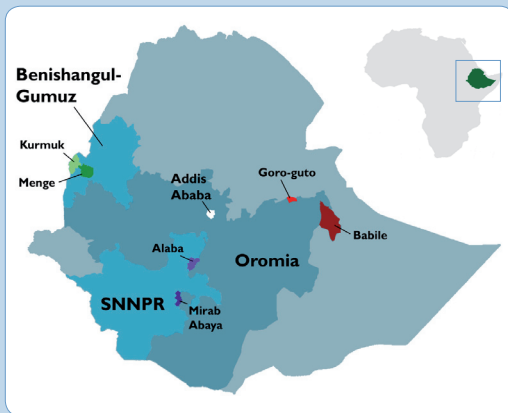 Benishangul-
Gumuz
Kurmuk
Menge
Addis
Ababa
Goro-guto
Babile
Alaba
Oromia
SNNPR
Mirab
Abaya